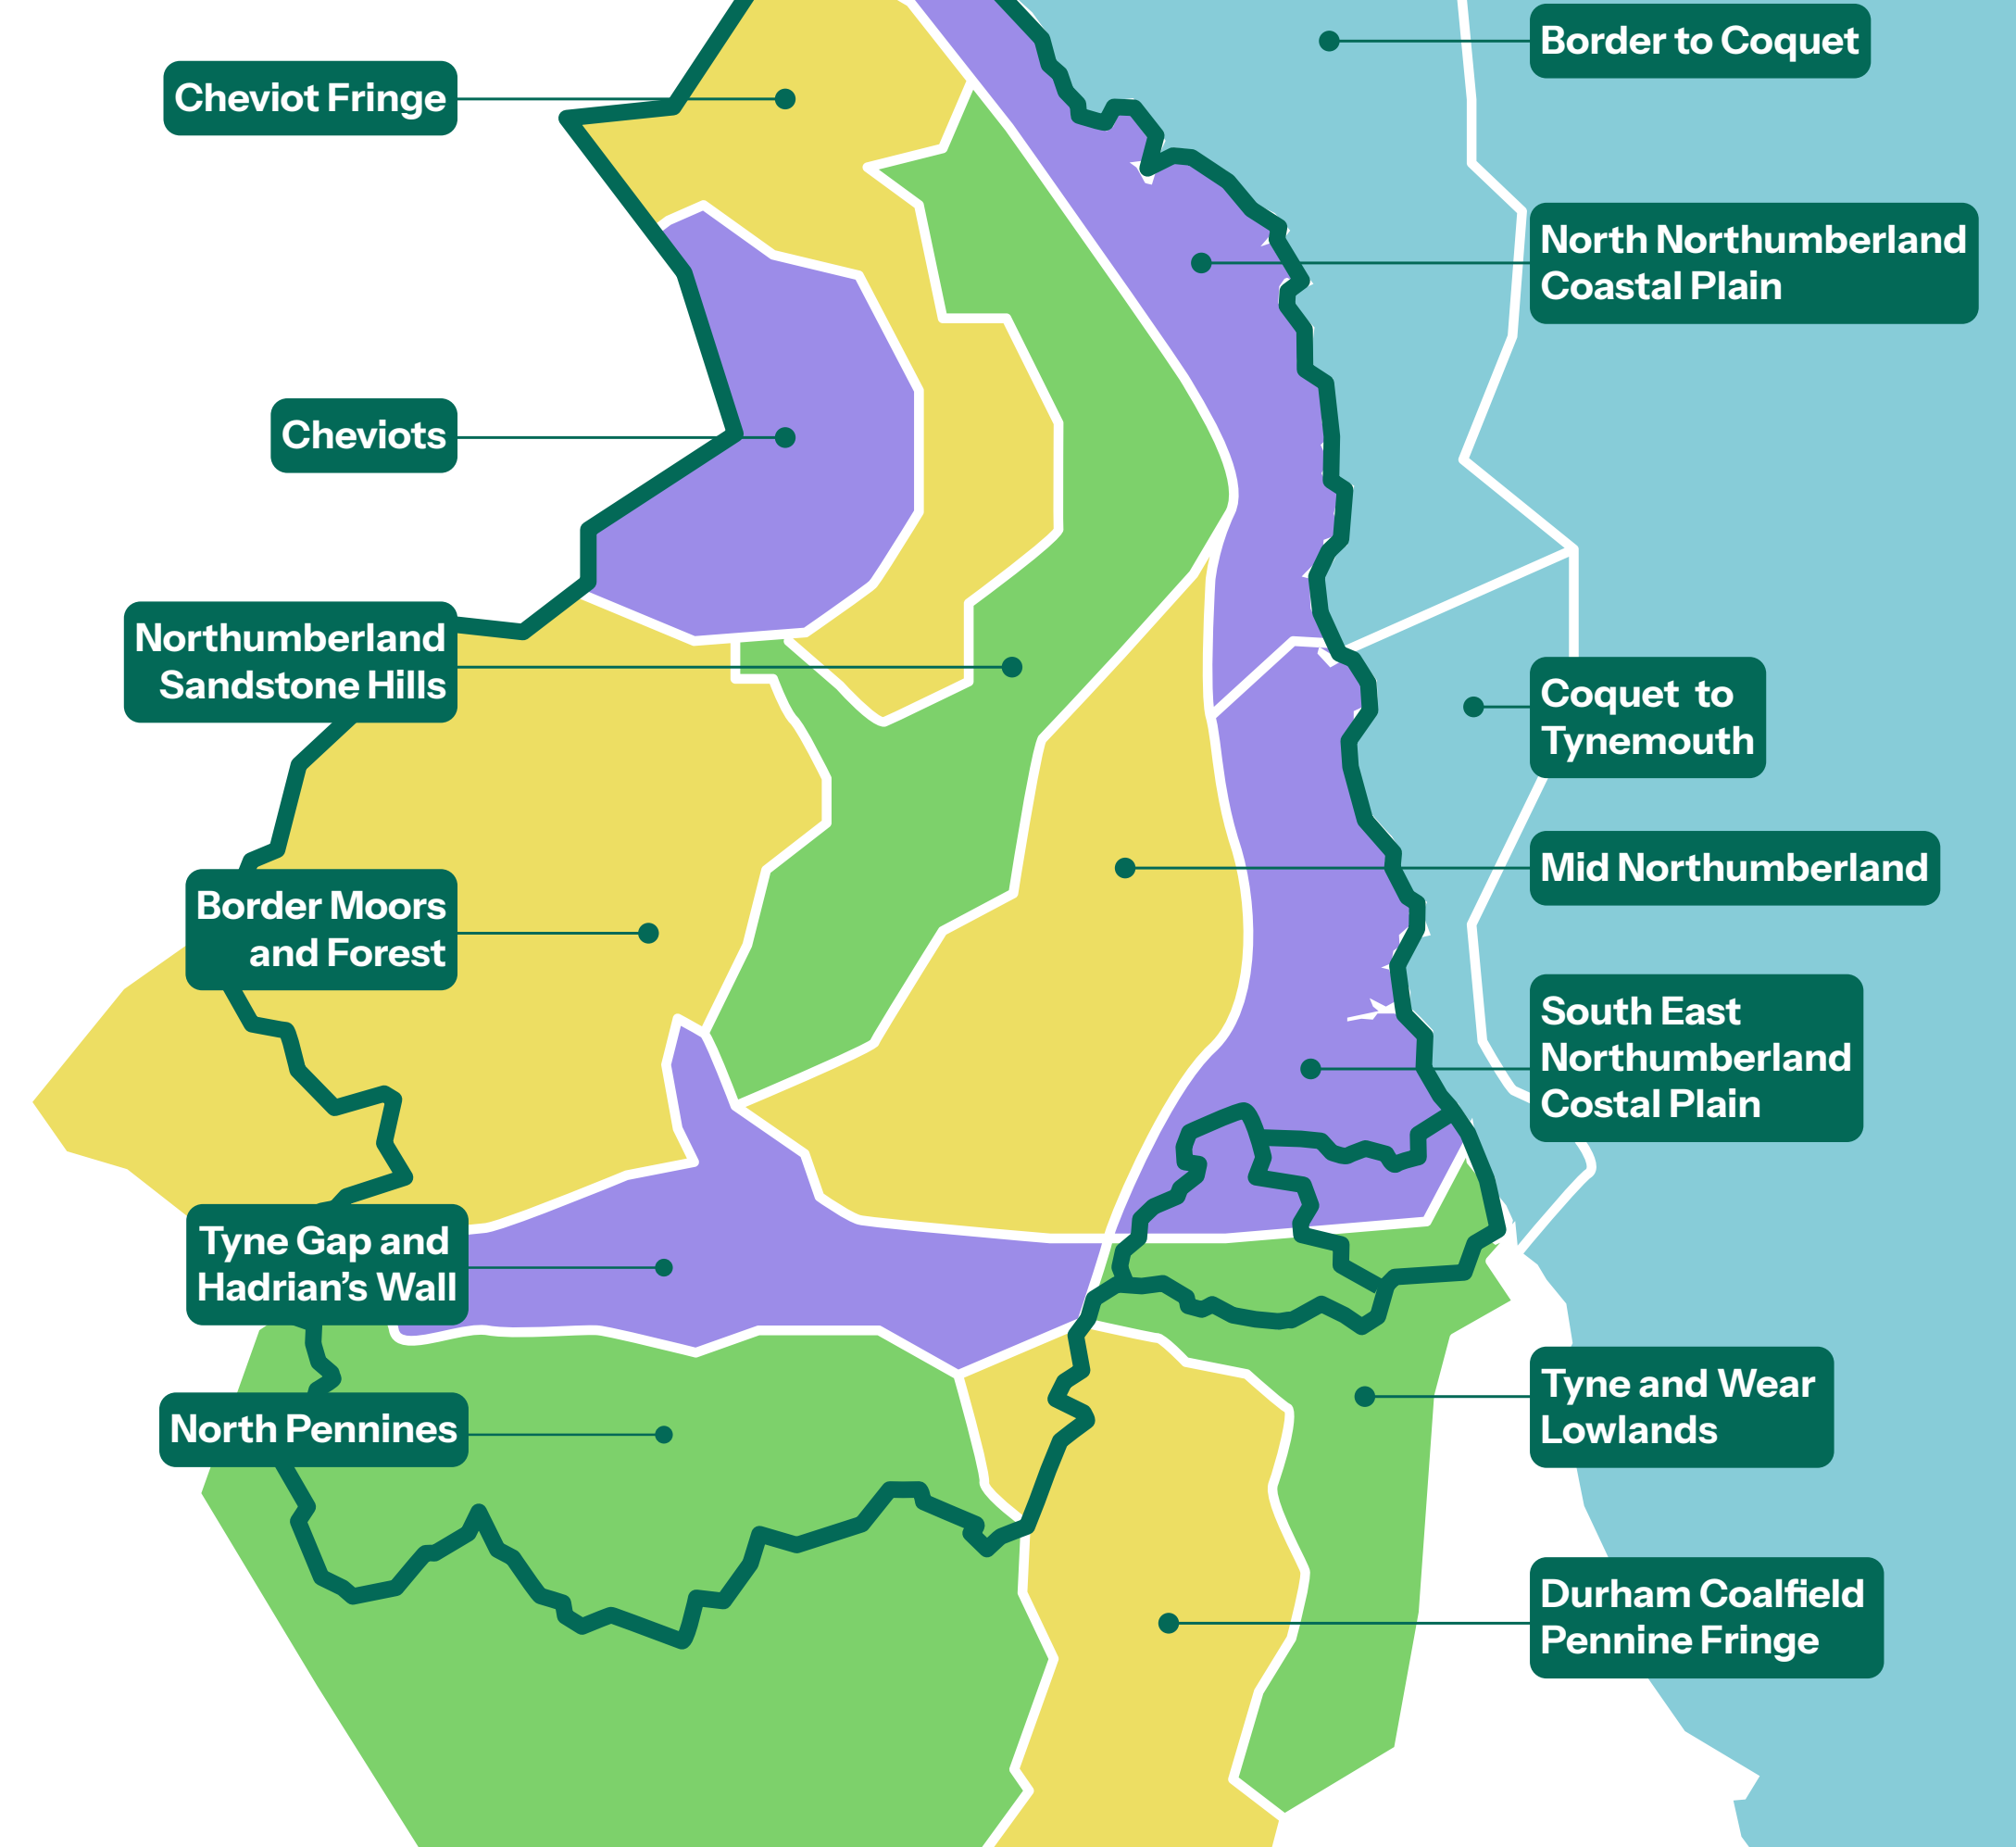 Border to Coquet
Cheviot Fringe
North Northumberland
Coastal Plain
Cheviots
Northumberland
Sandstone Hills
Coquet  to
Tynemouth
Mid Northumberland
Border Moors
and Forest
South East
Northumberland
Costal Plain
Tyne Gap and
Hadrian’s Wall
Tyne and Wear
Lowlands
North Pennines
Durham Coalfield
Pennine Fringe